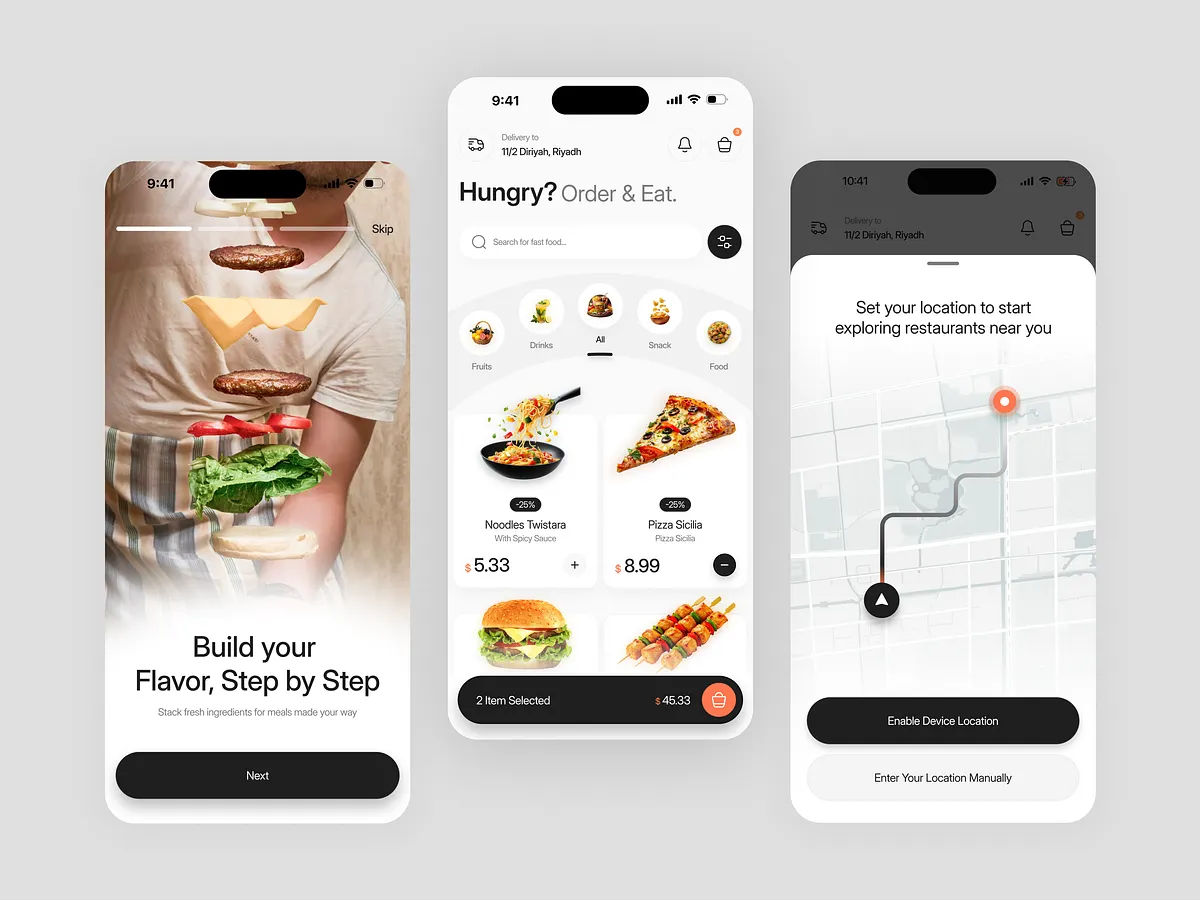 9:41
Skip
Build your
Flavor, Step by Step
Stack fresh ingredients for meals made your way
Next
9:41
Delivery to
11/2 Diriyah, Riyadh
Hungry? Order & Eat.
Search for fast food...
Fruits
Drinks
All
Snack
Food
-25%
Noodles Twistara
With Spicy Sauce
$ 5.33
+
-25%
Pizza Sicilia
Pizza Sicilia
$ 8.99
−
2 Item Selected
$ 45.33
10:41
Delivery to
11/2 Diriyah, Riyadh
Set your location to start
exploring restaurants near you
Enable Device Location
Enter Your Location Manually